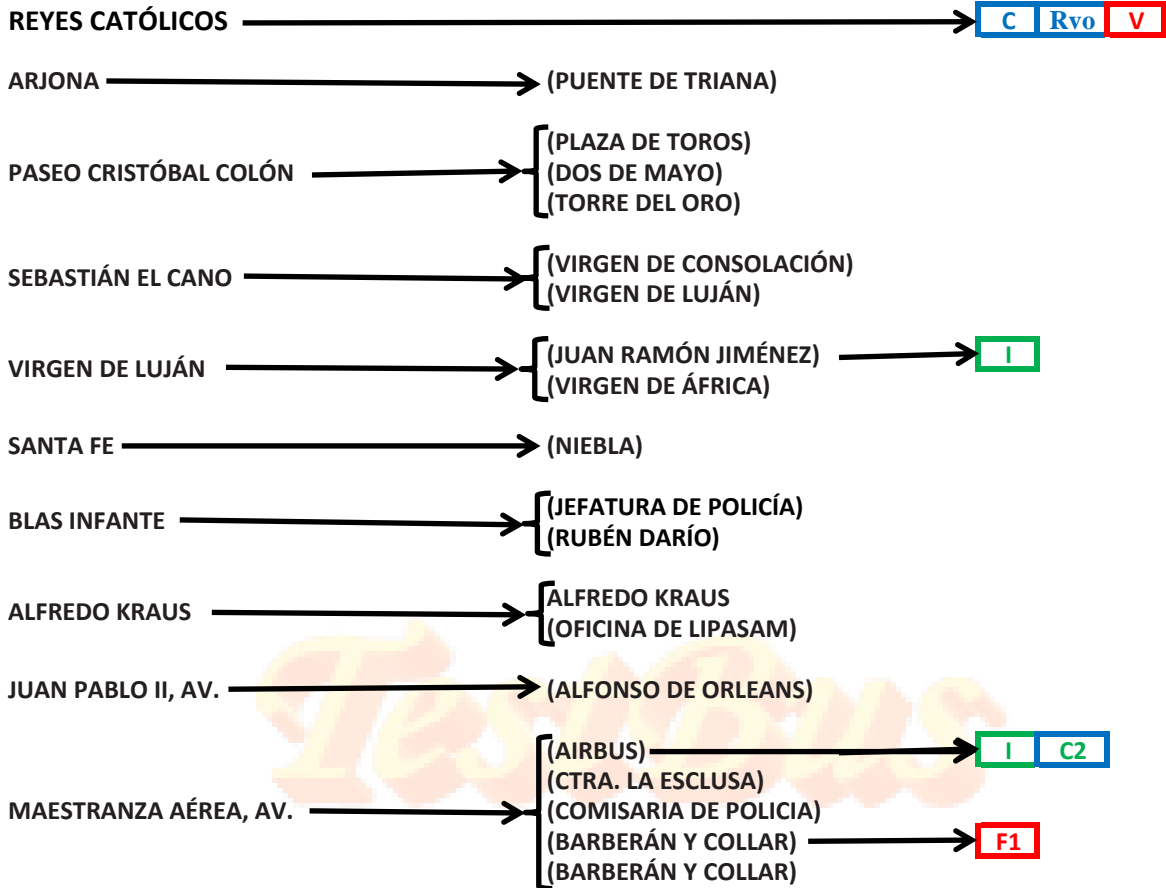 REYES CATÓLICOS C Rvo V
ARJONA (PUENTE DE TRIANA)
(PLAZA DE TOROS)
PASEO CRISTÓBAL COLÓN (DOS DE MAYO)
(TORRE DEL ORO)
SEBASTIÁN EL CANO (VIRGEN DE CONSOLACIÓN)
(VIRGEN DE LUJÁN)
VIRGEN DE LUJÁN (JUAN RAMÓN JIMÉNEZ) I
(VIRGEN DE ÁFRICA)
SANTA FE (NIEBLA)
BLAS INFANTE (JEFATURA DE POLICÍA)
(RUBÉN DARÍO)
ALFREDO KRAUS ALFREDO KRAUS
(OFICINA DE LIPASAM)
JUAN PABLO II, AV. (ALFONSO DE ORLEANS)
(AIRBUS) I C2
(CTRA. LA ESCLUSA)
MAESTRANZA AÉREA, AV. (COMISARIA DE POLICIA)
(BARBERÁN Y COLLAR) F1
(BARBERÁN Y COLLAR)
TestBus